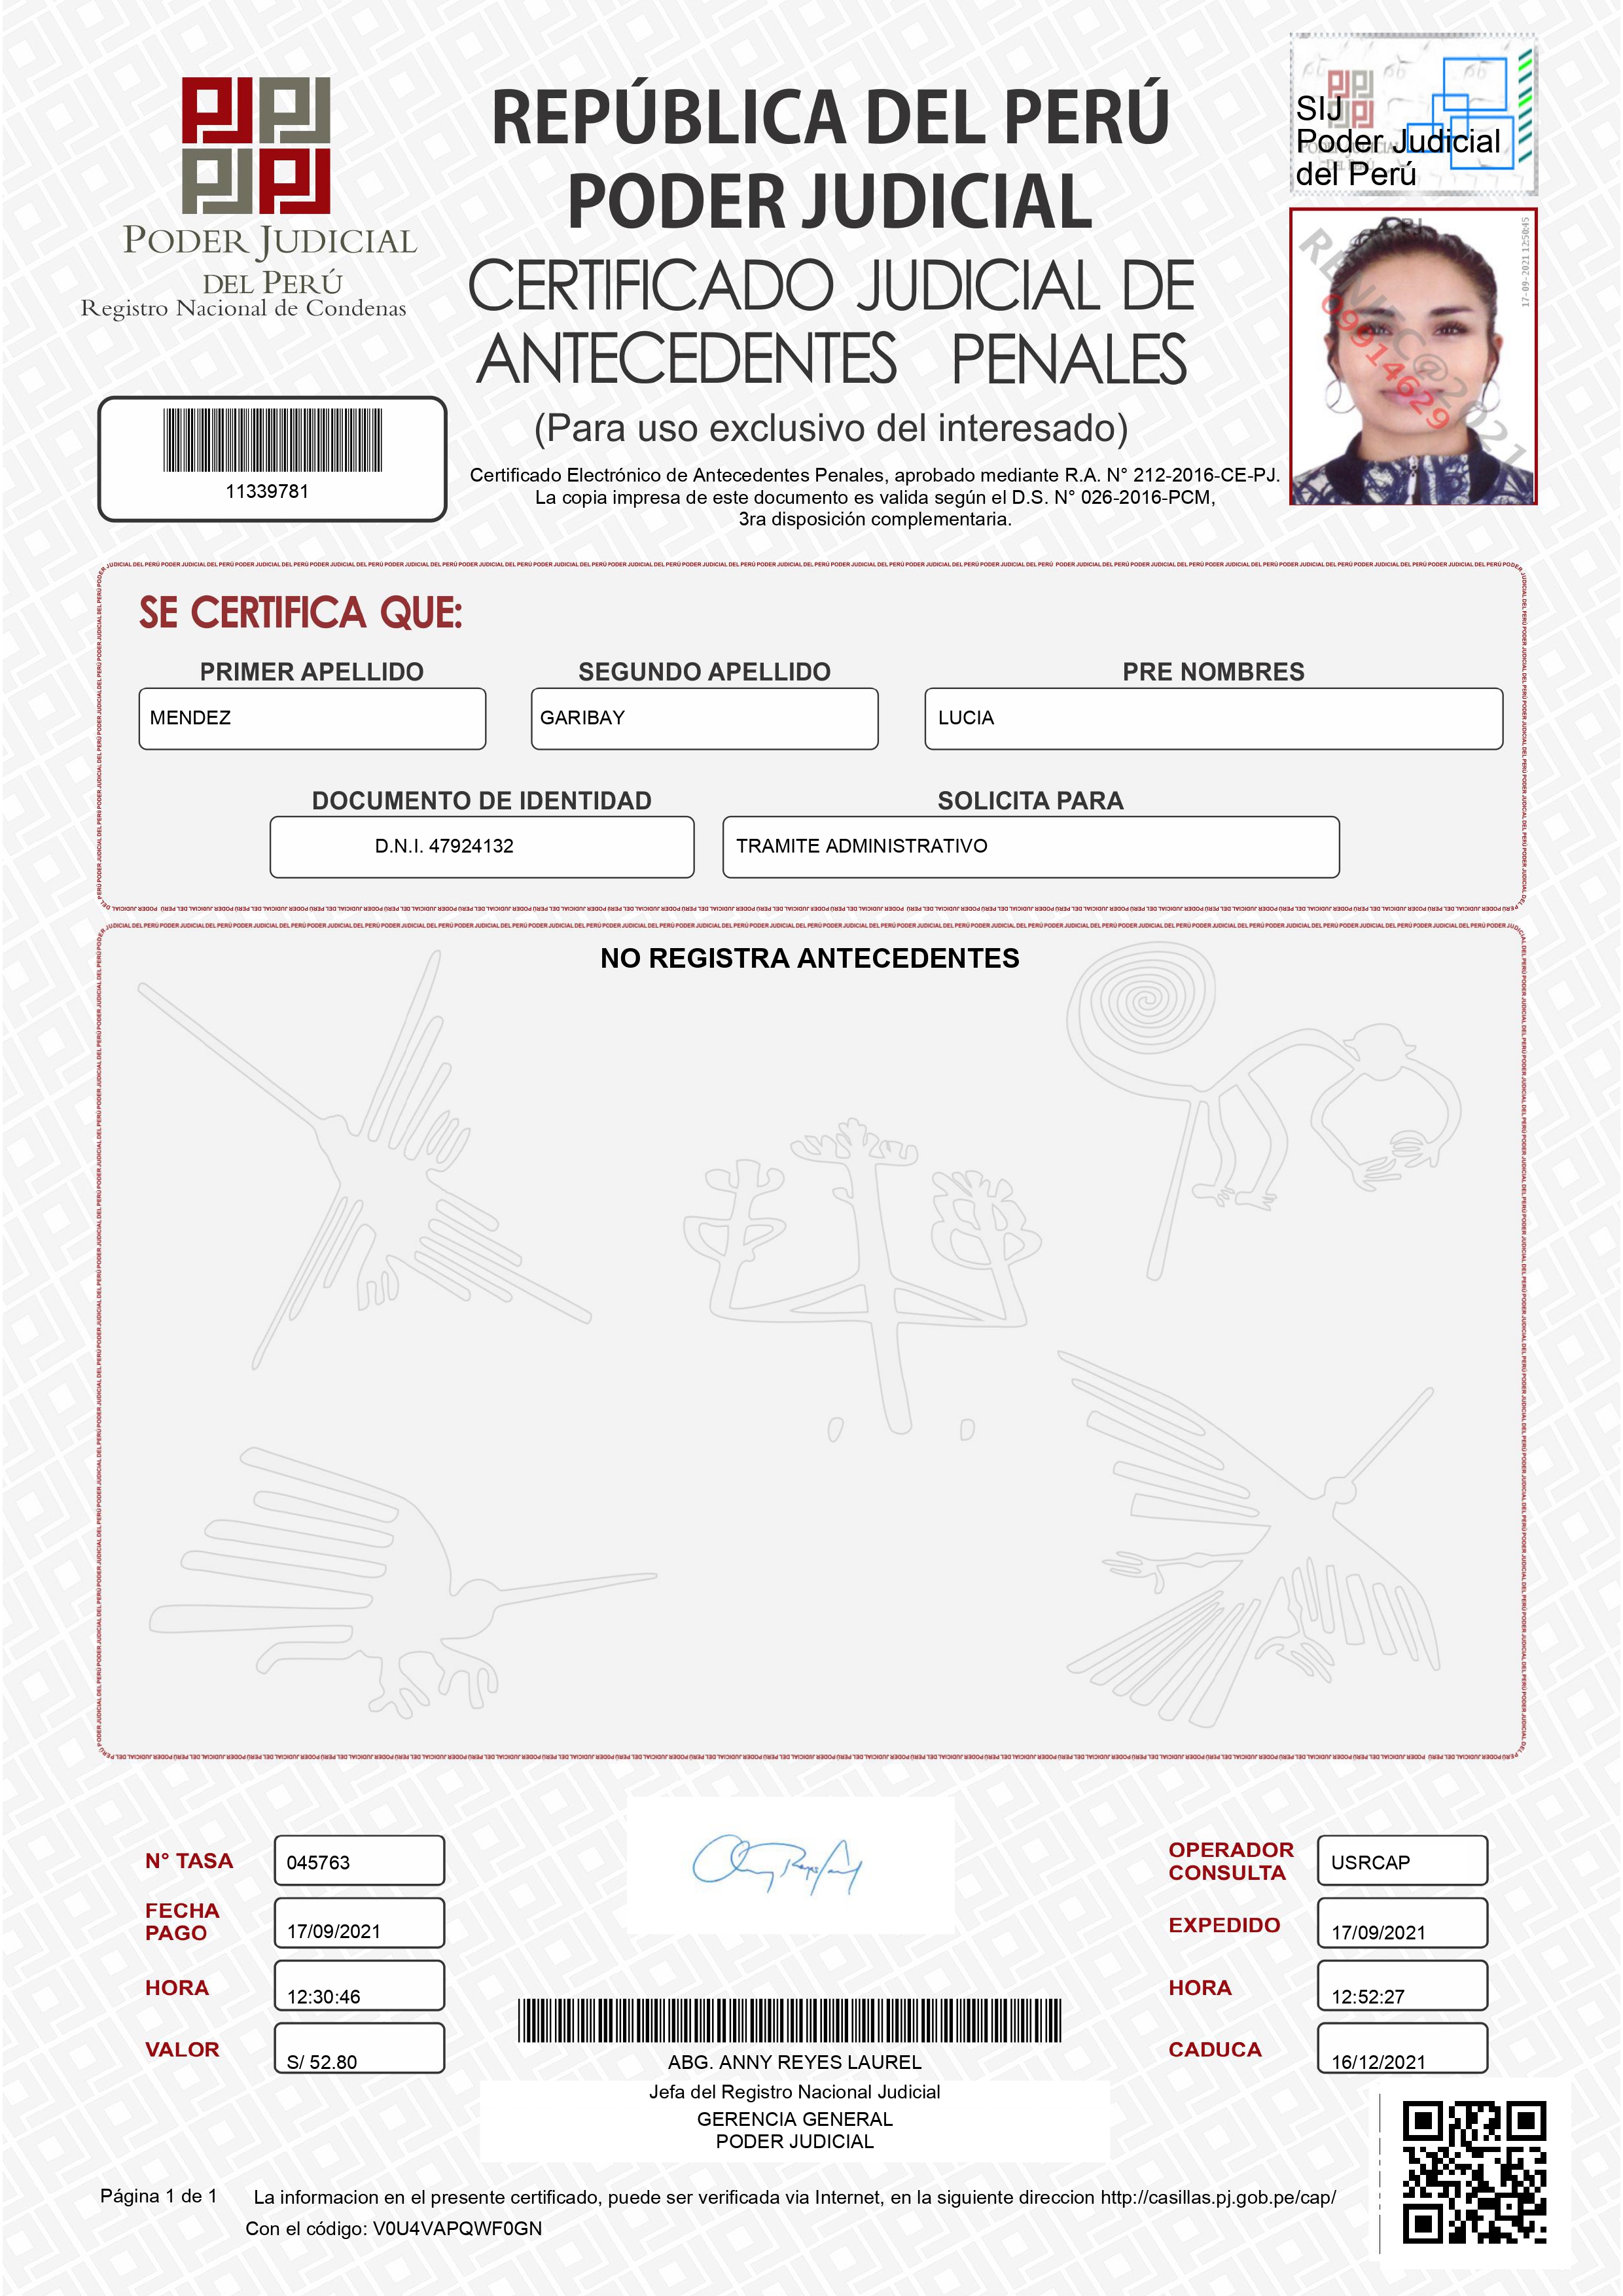 REPÚBLICA DEL PERÚ
PODER JUDICIAL
CERTIFICADO JUDICIAL DE
ANTECEDENTES PENALES
(Para uso exclusivo del interesado)
Certificado Electrónico de Antecedentes Penales, aprobado mediante R.A. N° 212-2016-CE-PJ.
La copia impresa de este documento es valida según el D.S. N° 026-2016-PCM,
3ra disposición complementaria.
PODER JUDICIAL
DEL PERÚ
Registro Nacional de Condenas
11339781
SIJ
Poder Judicial
del Perú
RENIEC@2021
09914629
17-09-2021 12:50:45
SE CERTIFICA QUE:
PRIMER APELLIDO SEGUNDO APELLIDO PRE NOMBRES
MENDEZ GARIBAY LUCIA
DOCUMENTO DE IDENTIDAD SOLICITA PARA
D.N.I. 47924132 TRAMITE ADMINISTRATIVO
NO REGISTRA ANTECEDENTES
N° TASA 045763
FECHA PAGO 17/09/2021
HORA 12:30:46
VALOR S/ 52.80
ABG. ANNY REYES LAUREL
Jefa del Registro Nacional Judicial
GERENCIA GENERAL
PODER JUDICIAL
OPERADOR CONSULTA USRCAP
EXPEDIDO 17/09/2021
HORA 12:52:27
CADUCA 16/12/2021
Página 1 de 1 La informacion en el presente certificado, puede ser verificada via Internet, en la siguiente direccion http://casillas.pj.gob.pe/cap/
Con el código: V0U4VAPQWF0GN